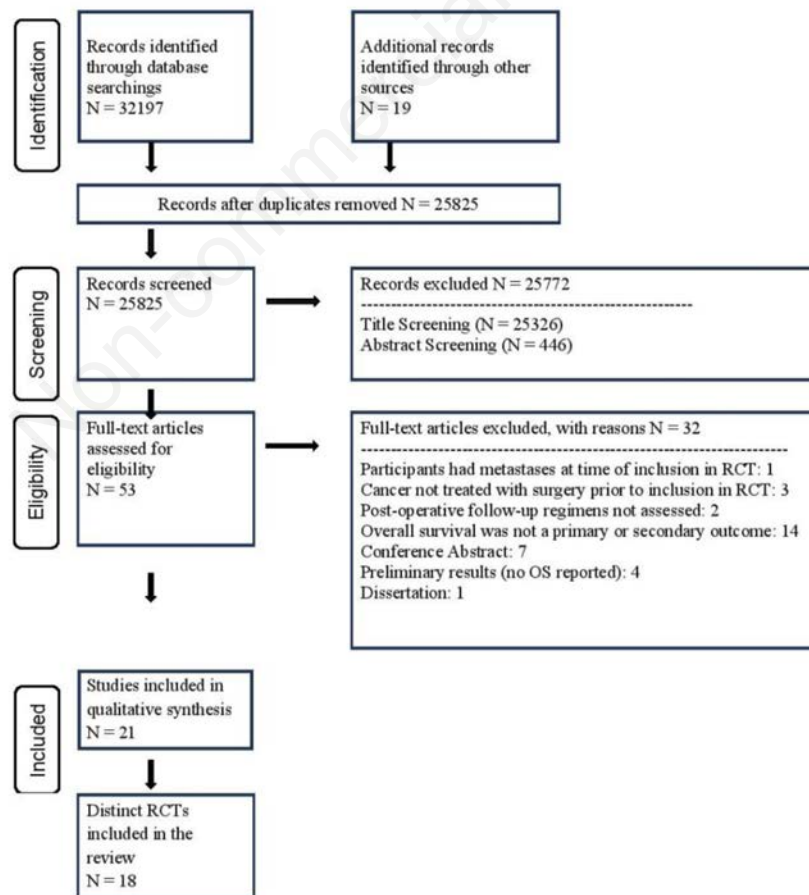 Identification
Records identified
through database
searchings
N = 32197
Additional records
identified through other
sources
N = 19
Records after duplicates removed N = 25825
Screening
Records screened
N = 25825
Records excluded N = 25772
Title Screening (N = 25326)
Abstract Screening (N = 446)
Eligibility
Full-text articles
assessed for
eligibility
N = 53
Full-text articles excluded, with reasons N = 32
Participants had metastases at time of inclusion in RCT: 1
Cancer not treated with surgery prior to inclusion in RCT: 3
Post-operative follow-up regimens not assessed: 2
Overall survival was not a primary or secondary outcome: 14
Conference Abstract: 7
Preliminary results (no OS reported): 4
Dissertation: 1
Included
Studies included in
qualitative synthesis
N = 21
Distinct RCTs
included in the
review
N = 18
Non-commercial